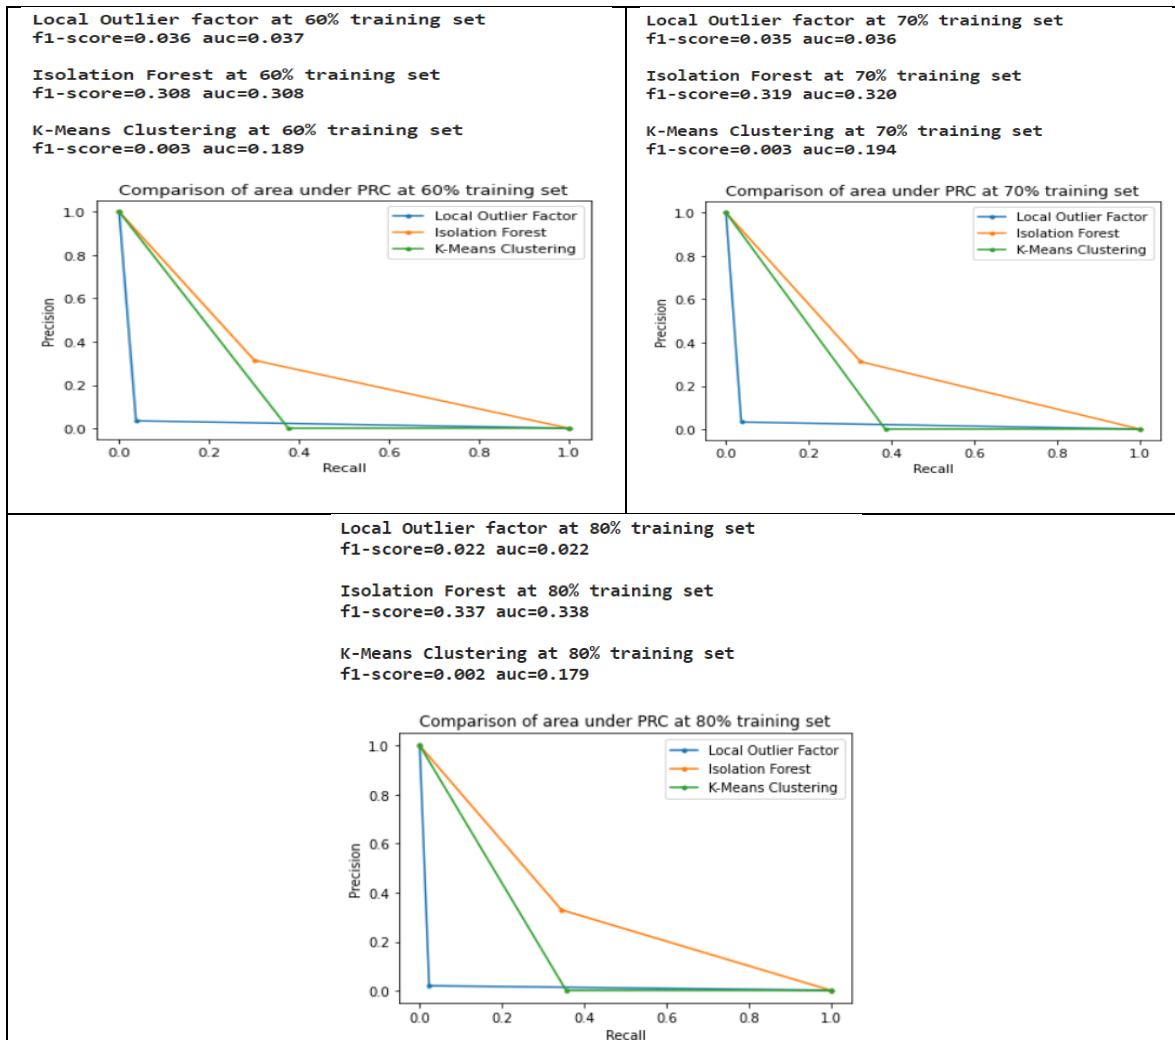 Local Outlier factor at 60% training set
f1-score=0.036 auc=0.037
Isolation Forest at 60% training set
f1-score=0.308 auc=0.308
K-Means Clustering at 60% training set
f1-score=0.003 auc=0.189
Comparison of area under PRC at 60% training set
1.0
0.8
0.6
0.4
0.2
0.0
Precision
Local Outlier Factor
Isolation Forest
K-Means Clustering
0.0 0.2 0.4 0.6 0.8 1.0
Recall
Local Outlier factor at 70% training set
f1-score=0.035 auc=0.036
Isolation Forest at 70% training set
f1-score=0.319 auc=0.320
K-Means Clustering at 70% training set
f1-score=0.003 auc=0.194
Comparison of area under PRC at 70% training set
1.0
0.8
0.6
0.4
0.2
0.0
Precision
Local Outlier Factor
Isolation Forest
K-Means Clustering
0.0 0.2 0.4 0.6 0.8 1.0
Recall
Local Outlier factor at 80% training set
f1-score=0.022 auc=0.022
Isolation Forest at 80% training set
f1-score=0.337 auc=0.338
K-Means Clustering at 80% training set
f1-score=0.002 auc=0.179
Comparison of area under PRC at 80% training set
1.0
0.8
0.6
0.4
0.2
0.0
Precision
Local Outlier Factor
Isolation Forest
K-Means Clustering
0.0 0.2 0.4 0.6 0.8 1.0
Recall